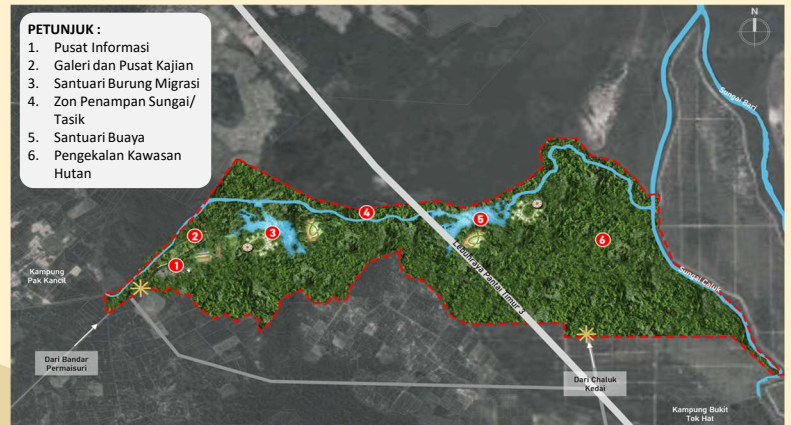 PETUNJUK :
1. Pusat Informasi
2. Galeri dan Pusat Kajian
3. Santuari Burung Migrasi
4. Zon Penampan Sungai/
Tasik
5. Santuari Buaya
6. Pengekalan Kawasan
Hutan
N
Sungai Bari
4
5
2
3
6
1
Kampung
Pak Kancil
Lebuhraya Pantai Timur 3
Sungai Caluk
Dari Bandar
Permaisuri
Dari Chaluk
Kedai
Kampung Bukit
Tok Hat